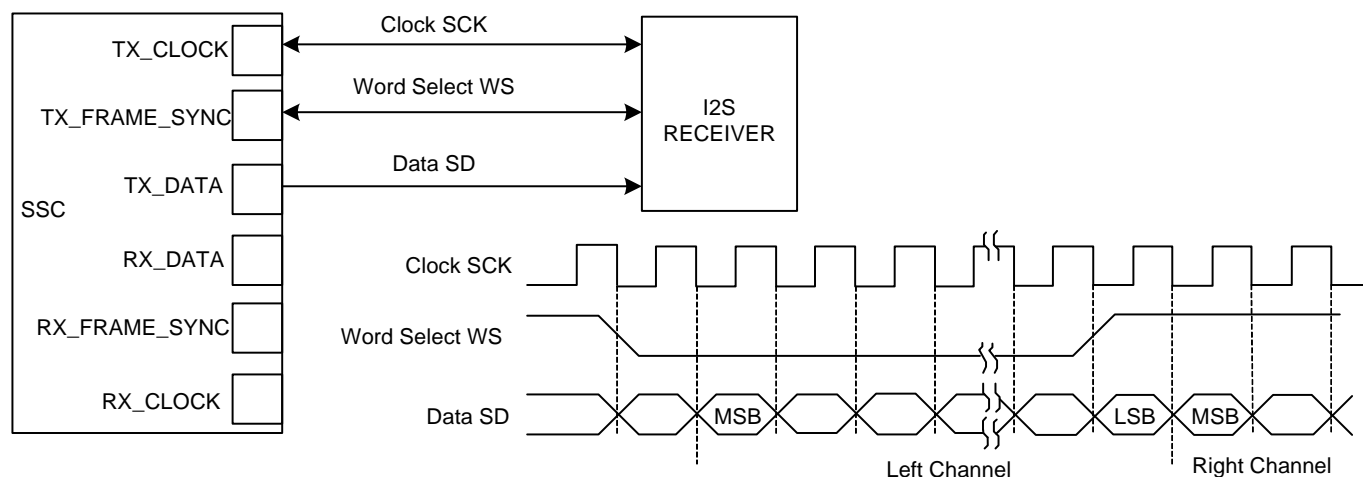 Clock SCK
TX_CLOCK
Word Select WS
TX_FRAME_SYNC
I2S
RECEIVER
Data SD
TX_DATA
SSC
RX_DATA
RX_FRAME_SYNC
RX_CLOCK
Clock SCK
Word Select WS
Data SD
MSB
LSB
MSB
Left Channel
Right Channel